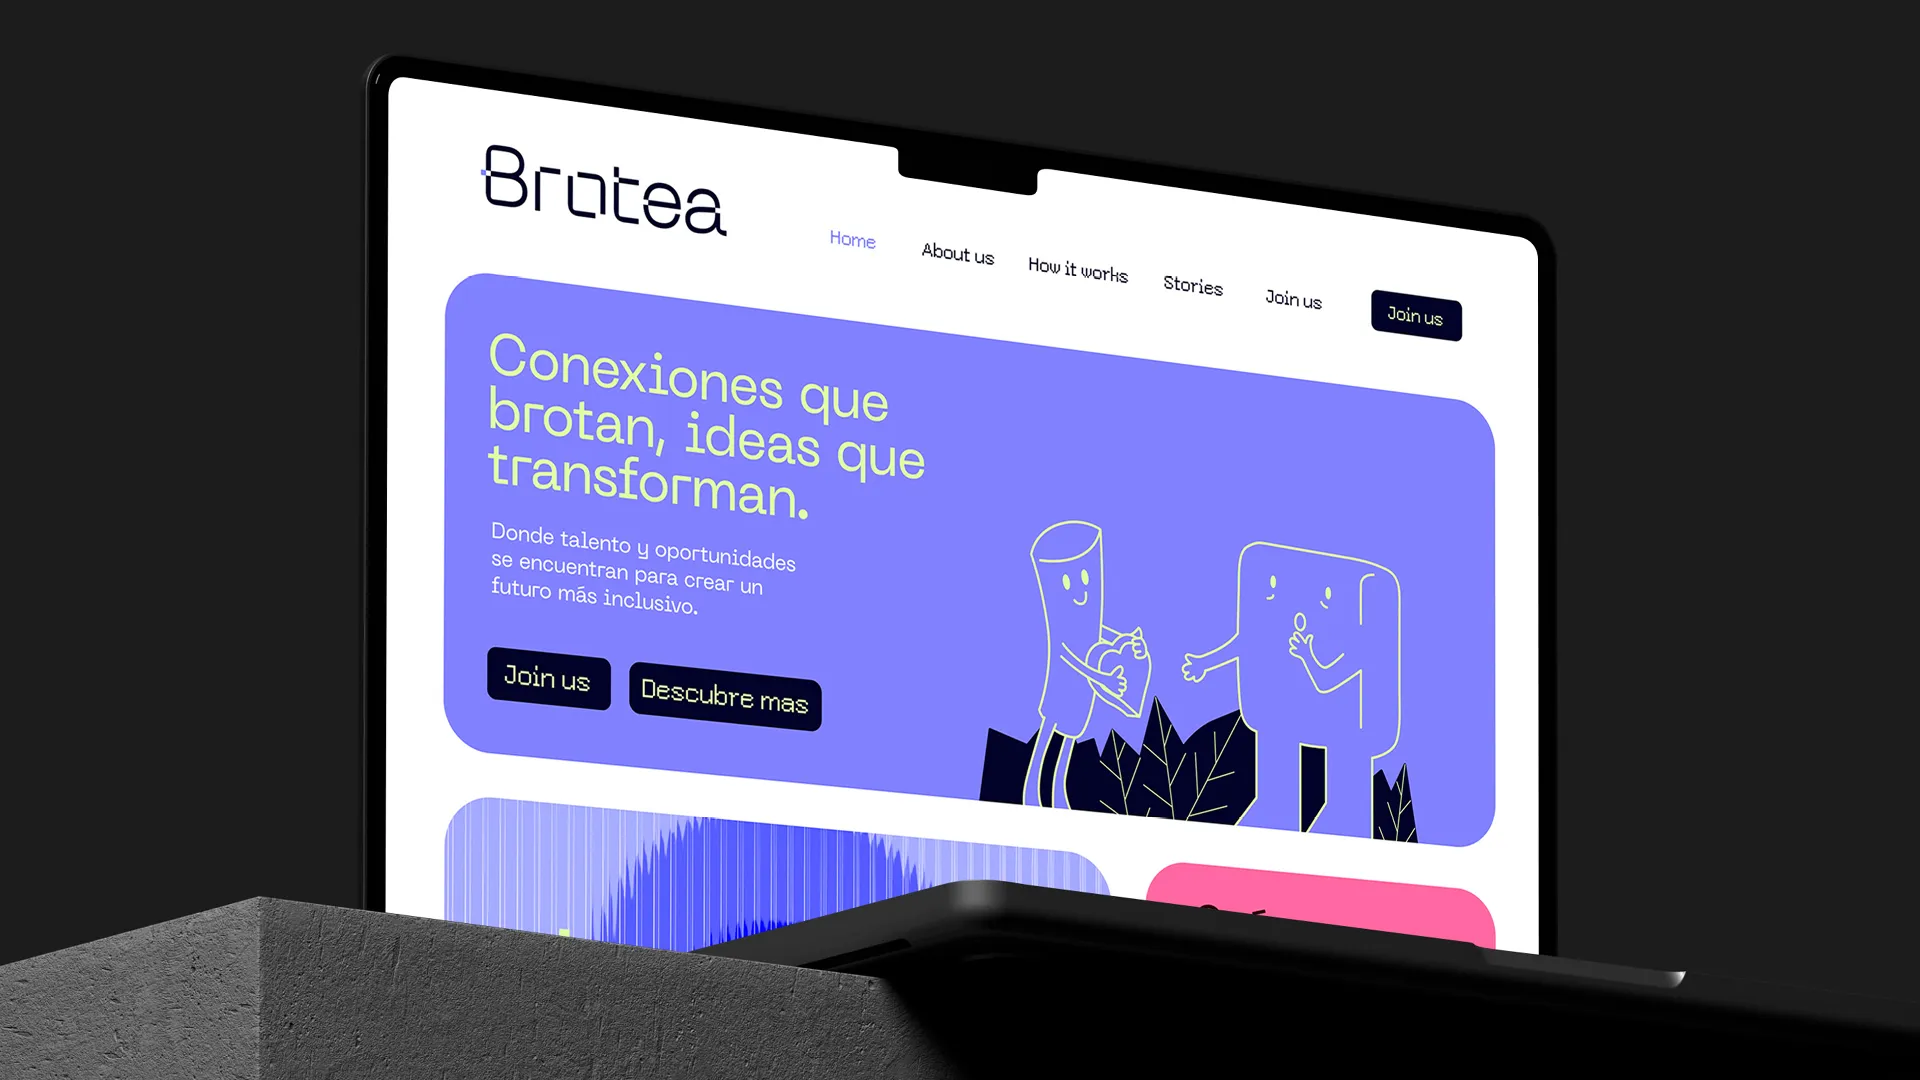 Brotea
Home
About us
How it works
Stories
Join us
Join us
Conexiones que
brotan, ideas que
transforman.
Donde talento y oportunidades
se encuentran para crear un
futuro más inclusivo.
Join us
Descubre mas